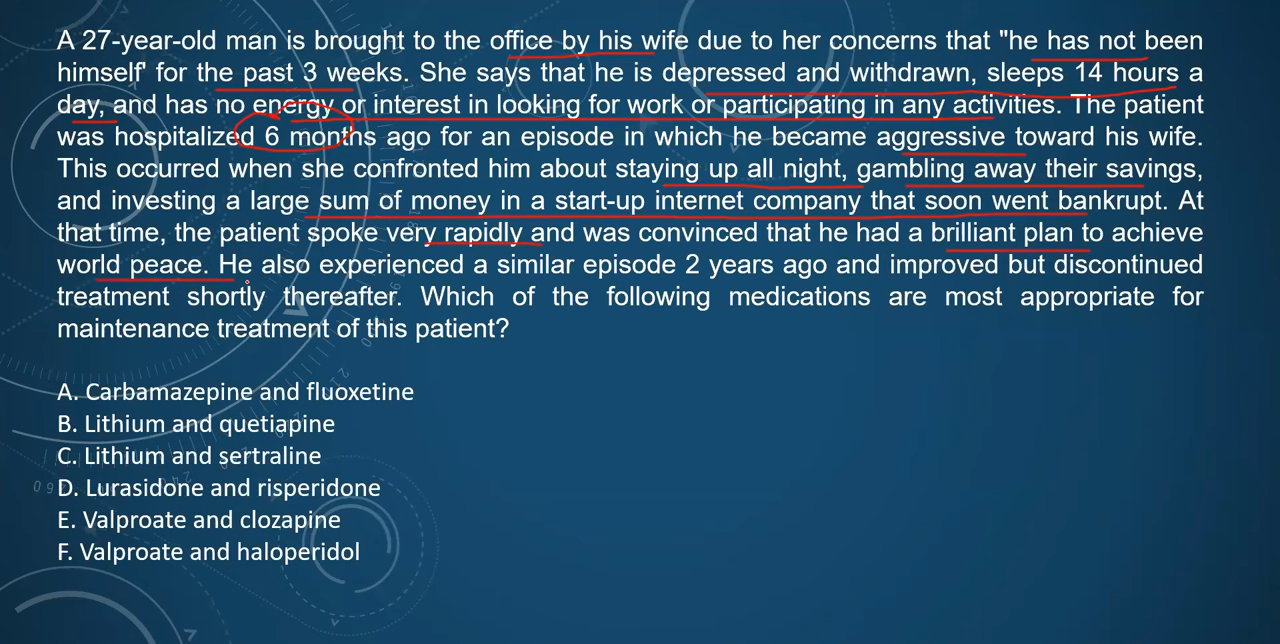 A 27-year-old man is brought to the office by his wife due to her concerns that "he has not been
himself' for the past 3 weeks. She says that he is depressed and withdrawn, sleeps 14 hours a
day, and has no energy or interest in looking for work or participating in any activities. The patient
was hospitalized 6 months ago for an episode in which he became aggressive toward his wife.
This occurred when she confronted him about staying up all night, gambling away their savings,
and investing a large sum of money in a start-up internet company that soon went bankrupt. At
that time, the patient spoke very rapidly and was convinced that he had a brilliant plan to achieve
world peace. He also experienced a similar episode 2 years ago and improved but discontinued
treatment shortly thereafter. Which of the following medications are most appropriate for
maintenance treatment of this patient?
A. Carbamazepine and fluoxetine
B. Lithium and quetiapine
C. Lithium and sertraline
D. Lurasidone and risperidone
E. Valproate and clozapine
F. Valproate and haloperidol